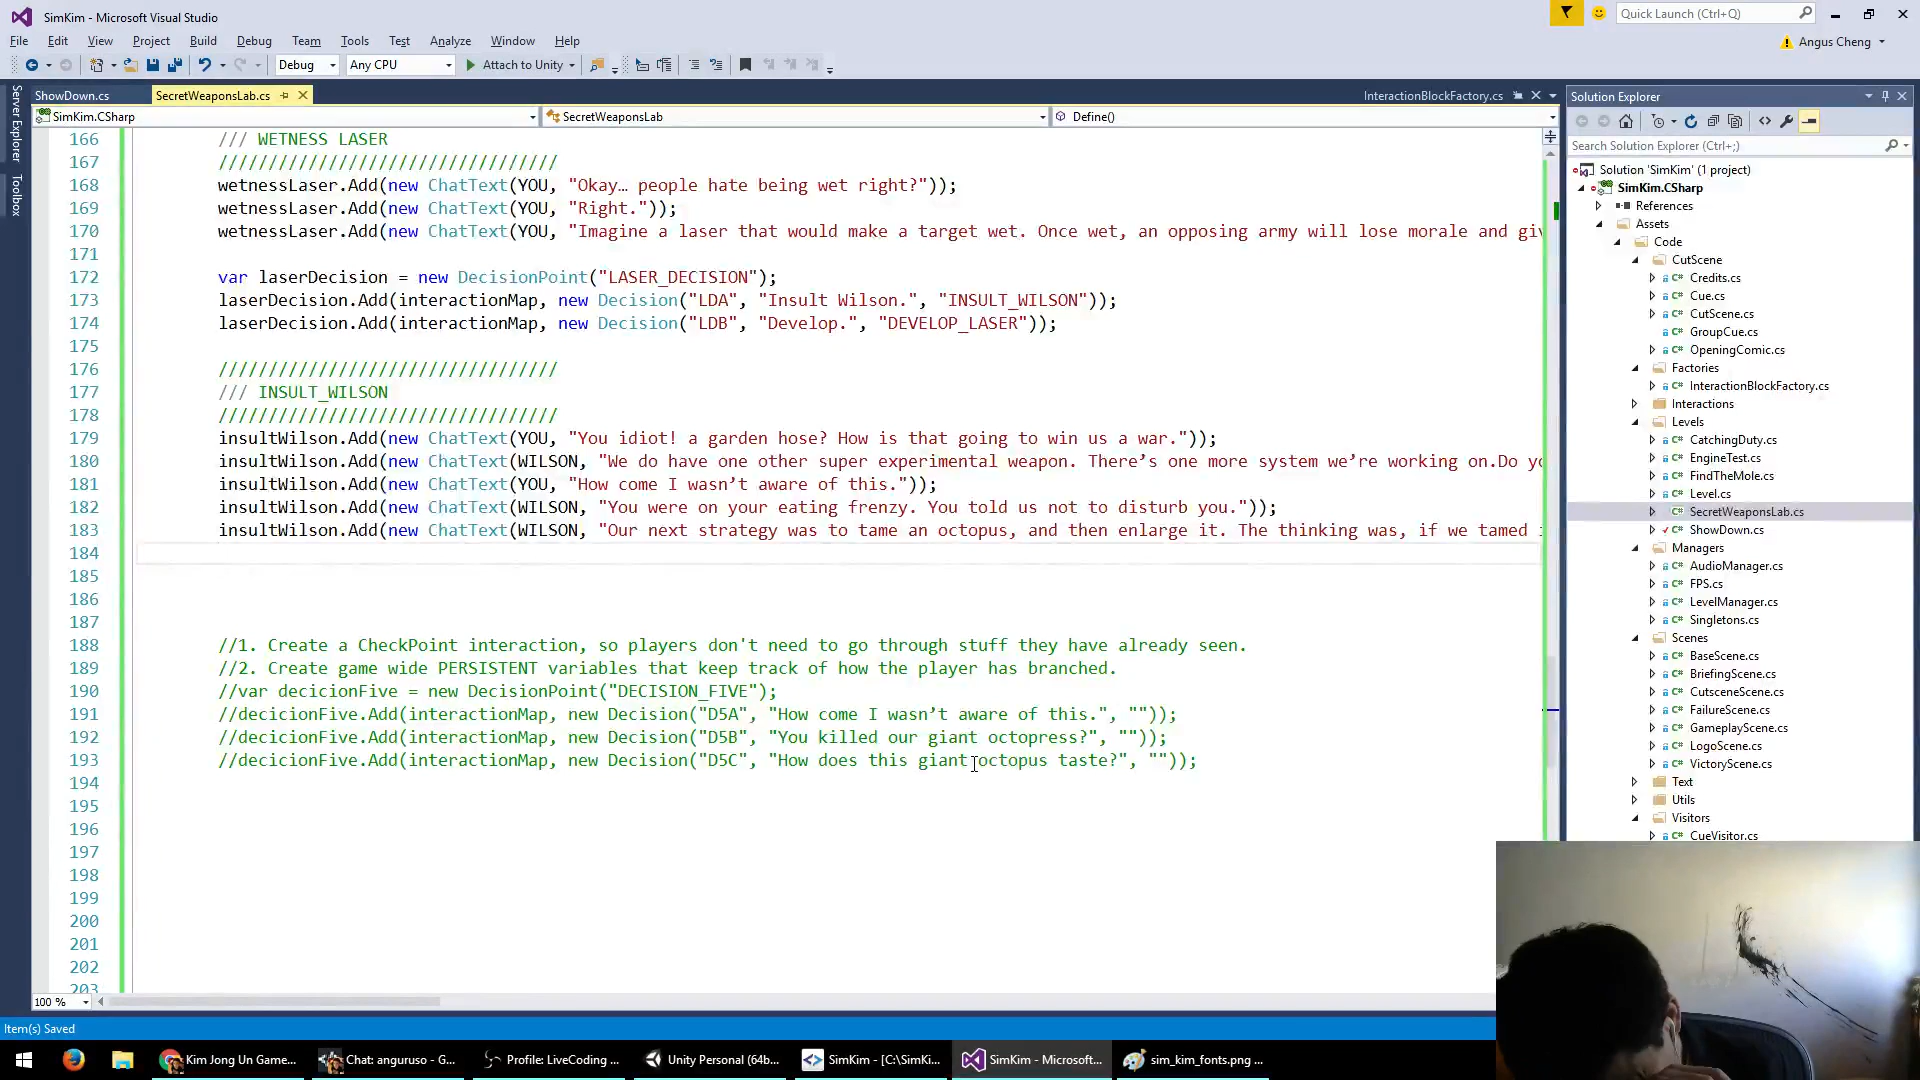 SimKim - Microsoft Visual Studio
Quick Launch (Ctrl+Q)
File Edit View Project Build Debug Team Tools Test Analyze Window Help
Angus Cheng
Debug Any CPU Attach to Unity
Server Explorer
Toolbox
ShowDown.cs SecretWeaponsLab.cs InteractionBlockFactory.cs
SimKim.CSharp SecretWeaponsLab Define()
166 /// WETNESS LASER
167 //////////////////////////////////
168 wetnessLaser.Add(new ChatText(YOU, "Okay… people hate being wet right?"));
169 wetnessLaser.Add(new ChatText(YOU, "Right."));
170 wetnessLaser.Add(new ChatText(YOU, "Imagine a laser that would make a target wet. Once wet, an opposing army will lose morale and giv
171
172 var laserDecision = new DecisionPoint("LASER_DECISION");
173 laserDecision.Add(interactionMap, new Decision("LDA", "Insult Wilson.", "INSULT_WILSON"));
174 laserDecision.Add(interactionMap, new Decision("LDB", "Develop.", "DEVELOP_LASER"));
175
176 //////////////////////////////////
177 /// INSULT_WILSON
178 //////////////////////////////////
179 insultWilson.Add(new ChatText(YOU, "You idiot! a garden hose? How is that going to win us a war."));
180 insultWilson.Add(new ChatText(WILSON, "We do have one other super experimental weapon. There’s one more system we’re working on.Do yo
181 insultWilson.Add(new ChatText(YOU, "How come I wasn’t aware of this."));
182 insultWilson.Add(new ChatText(WILSON, "You were on your eating frenzy. You told us not to disturb you."));
183 insultWilson.Add(new ChatText(WILSON, "Our next strategy was to tame an octopus, and then enlarge it. The thinking was, if we tamed i
184
185
186
187
188 //1. Create a CheckPoint interaction, so players don't need to go through stuff they have already seen.
189 //2. Create game wide PERSISTENT variables that keep track of how the player has branched.
190 //var decicionFive = new DecisionPoint("DECISION_FIVE");
191 //decicionFive.Add(interactionMap, new Decision("D5A", "How come I wasn’t aware of this.", ""));
192 //decicionFive.Add(interactionMap, new Decision("D5B", "You killed our giant octopress?", ""));
193 //decicionFive.Add(interactionMap, new Decision("D5C", "How does this giant octopus taste?", ""));
194
195
196
197
198
199
200
201
202
203
100 %
Solution Explorer
Search Solution Explorer (Ctrl+;)
Solution 'SimKim' (1 project)
SimKim.CSharp
References
Assets
Code
CutScene
Credits.cs
Cue.cs
CutScene.cs
GroupCue.cs
OpeningComic.cs
Factories
InteractionBlockFactory.cs
Interactions
Levels
CatchingDuty.cs
EngineTest.cs
FindTheMole.cs
Level.cs
SecretWeaponsLab.cs
ShowDown.cs
Managers
AudioManager.cs
FPS.cs
LevelManager.cs
Singletons.cs
Scenes
BaseScene.cs
BriefingScene.cs
CutsceneScene.cs
FailureScene.cs
GameplayScene.cs
LogoScene.cs
VictoryScene.cs
Text
Utils
Visitors
CueVisitor.cs
Item(s) Saved
Kim Jong Un Game... Chat: anguruso - G... Profile: LiveCoding ... Unity Personal (64b... SimKim - [C:\SimKi... SimKim - Microsoft... sim_kim_fonts.png ...